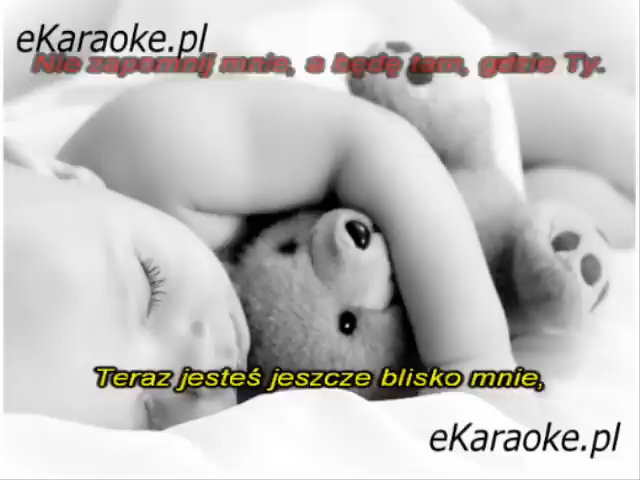 eKaraoke.pl
Nie zapomnij mnie, a będę tam, gdzie Ty.
Teraz jesteś jeszcze blisko mnie,
eKaraoke.pl